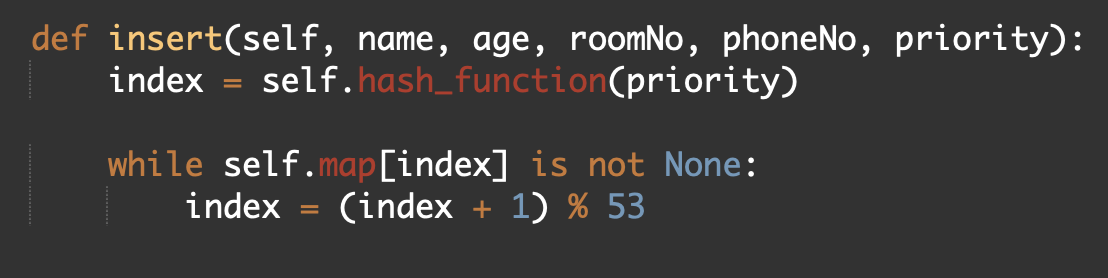 def insert(self, name, age, roomNo, phoneNo, priority):
    index = self.hash_function(priority)
    while self.map[index] is not None:
        index = (index + 1) % 53